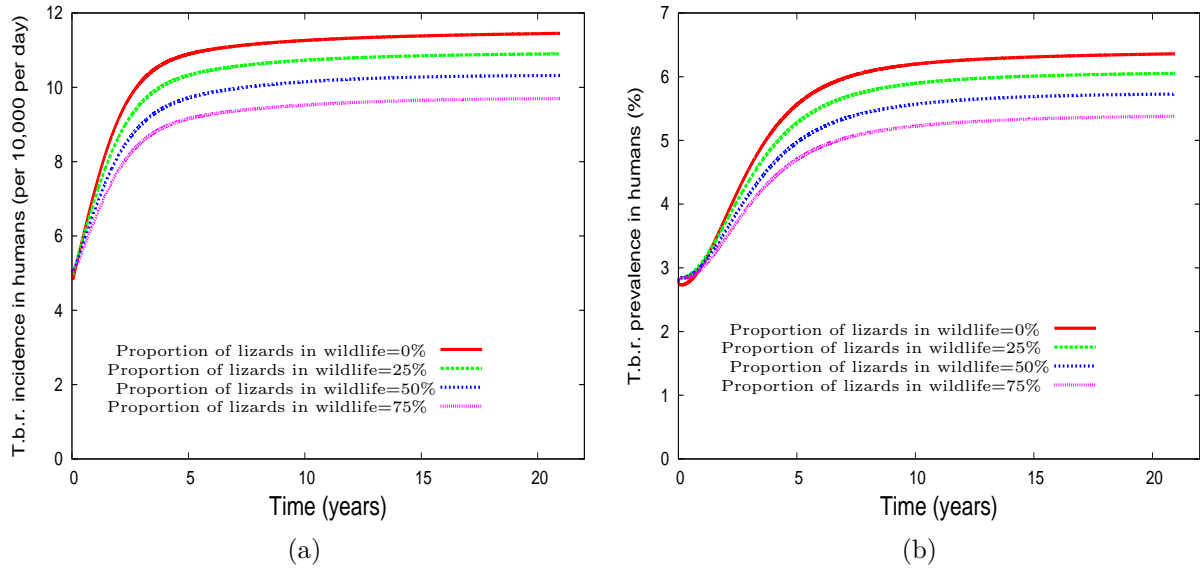 T.b.r. incidence in humans (per 10,000 per day)
12
10
8
6
4
2
0
Proportion of lizards in wildlife=0%
Proportion of lizards in wildlife=25%
Proportion of lizards in wildlife=50%
Proportion of lizards in wildlife=75%
0 5 10 15 20
Time (years)
(a)
T.b.r. prevalence in humans (%)
7
6
5
4
3
2
1
0
Proportion of lizards in wildlife=0%
Proportion of lizards in wildlife=25%
Proportion of lizards in wildlife=50%
Proportion of lizards in wildlife=75%
0 5 10 15 20
Time (years)
(b)